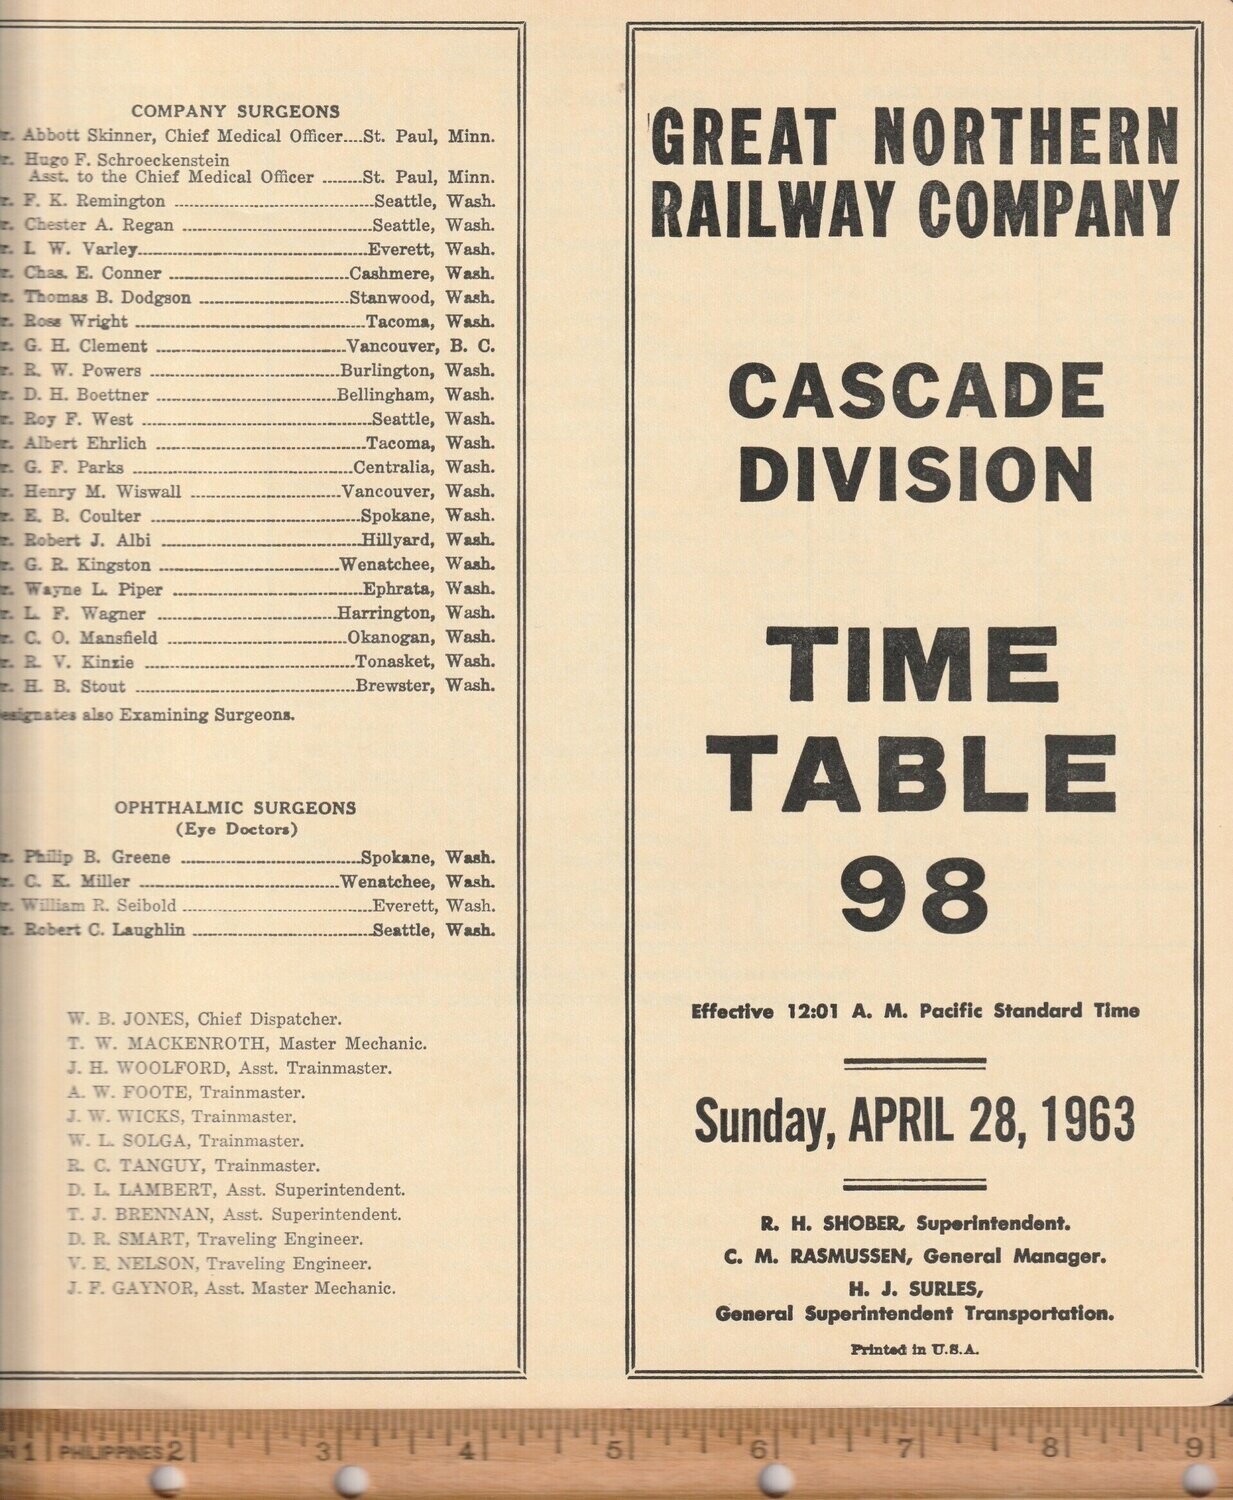 COMPANY SURGEONS
r. Abbott Skinner, Chief Medical Officer....St. Paul, Minn.
r. Hugo F. Schroeckenstein
Asst. to the Chief Medical Officer ........St. Paul, Minn.
r. F. K. Remington ........Seattle, Wash.
r. Chester A. Regan ........Seattle, Wash.
r. I. W. Varley........Everett, Wash.
r. Chas. E. Conner ........Cashmere, Wash.
r. Thomas B. Dodgson ........Stanwood, Wash.
r. Ross Wright ........Tacoma, Wash.
r. G. H. Clement ........Vancouver, B. C.
r. R. W. Powers ........Burlington, Wash.
r. D. H. Boettner ........Bellingham, Wash.
r. Roy F. West ........Seattle, Wash.
r. Albert Ehrlich ........Tacoma, Wash.
r. G. F. Parks ........Centralia, Wash.
r. Henry M. Wiswall ........Vancouver, Wash.
r. E. B. Coulter ........Spokane, Wash.
r. Robert J. Albi ........Hillyard, Wash.
r. G. R. Kingston ........Wenatchee, Wash.
r. Wayne L. Piper ........Ephrata, Wash.
r. L. F. Wagner ........Harrington, Wash.
r. C. O. Mansfield ........Okanogan, Wash.
r. R. V. Kinzie ........Tonasket, Wash.
r. H. B. Stout ........Brewster, Wash.
esignates also Examining Surgeons.
OPHTHALMIC SURGEONS
(Eye Doctors)
r. Philip B. Greene ........Spokane, Wash.
r. C. K. Miller ........Wenatchee, Wash.
r. William R. Seibold ........Everett, Wash.
r. Robert C. Laughlin ........Seattle, Wash.
W. B. JONES, Chief Dispatcher.
T. W. MACKENROTH, Master Mechanic.
J. H. WOOLFORD, Asst. Trainmaster.
A. W. FOOTE, Trainmaster.
J. W. WICKS, Trainmaster.
W. L. SOLGA, Trainmaster.
R. C. TANGUY, Trainmaster.
D. L. LAMBERT, Asst. Superintendent.
T. J. BRENNAN, Asst. Superintendent.
D. R. SMART, Traveling Engineer.
V. E. NELSON, Traveling Engineer.
J. F. GAYNOR, Asst. Master Mechanic.
GREAT NORTHERN
RAILWAY COMPANY
CASCADE
DIVISION
TIME
TABLE
98
Effective 12:01 A. M. Pacific Standard Time
Sunday, APRIL 28, 1963
R. H. SHOBER, Superintendent.
C. M. RASMUSSEN, General Manager.
H. J. SURLES,
General Superintendent Transportation.
Printed in U.S.A.
1 PHILIPPINES 2 3 4 5 6 7 8 9